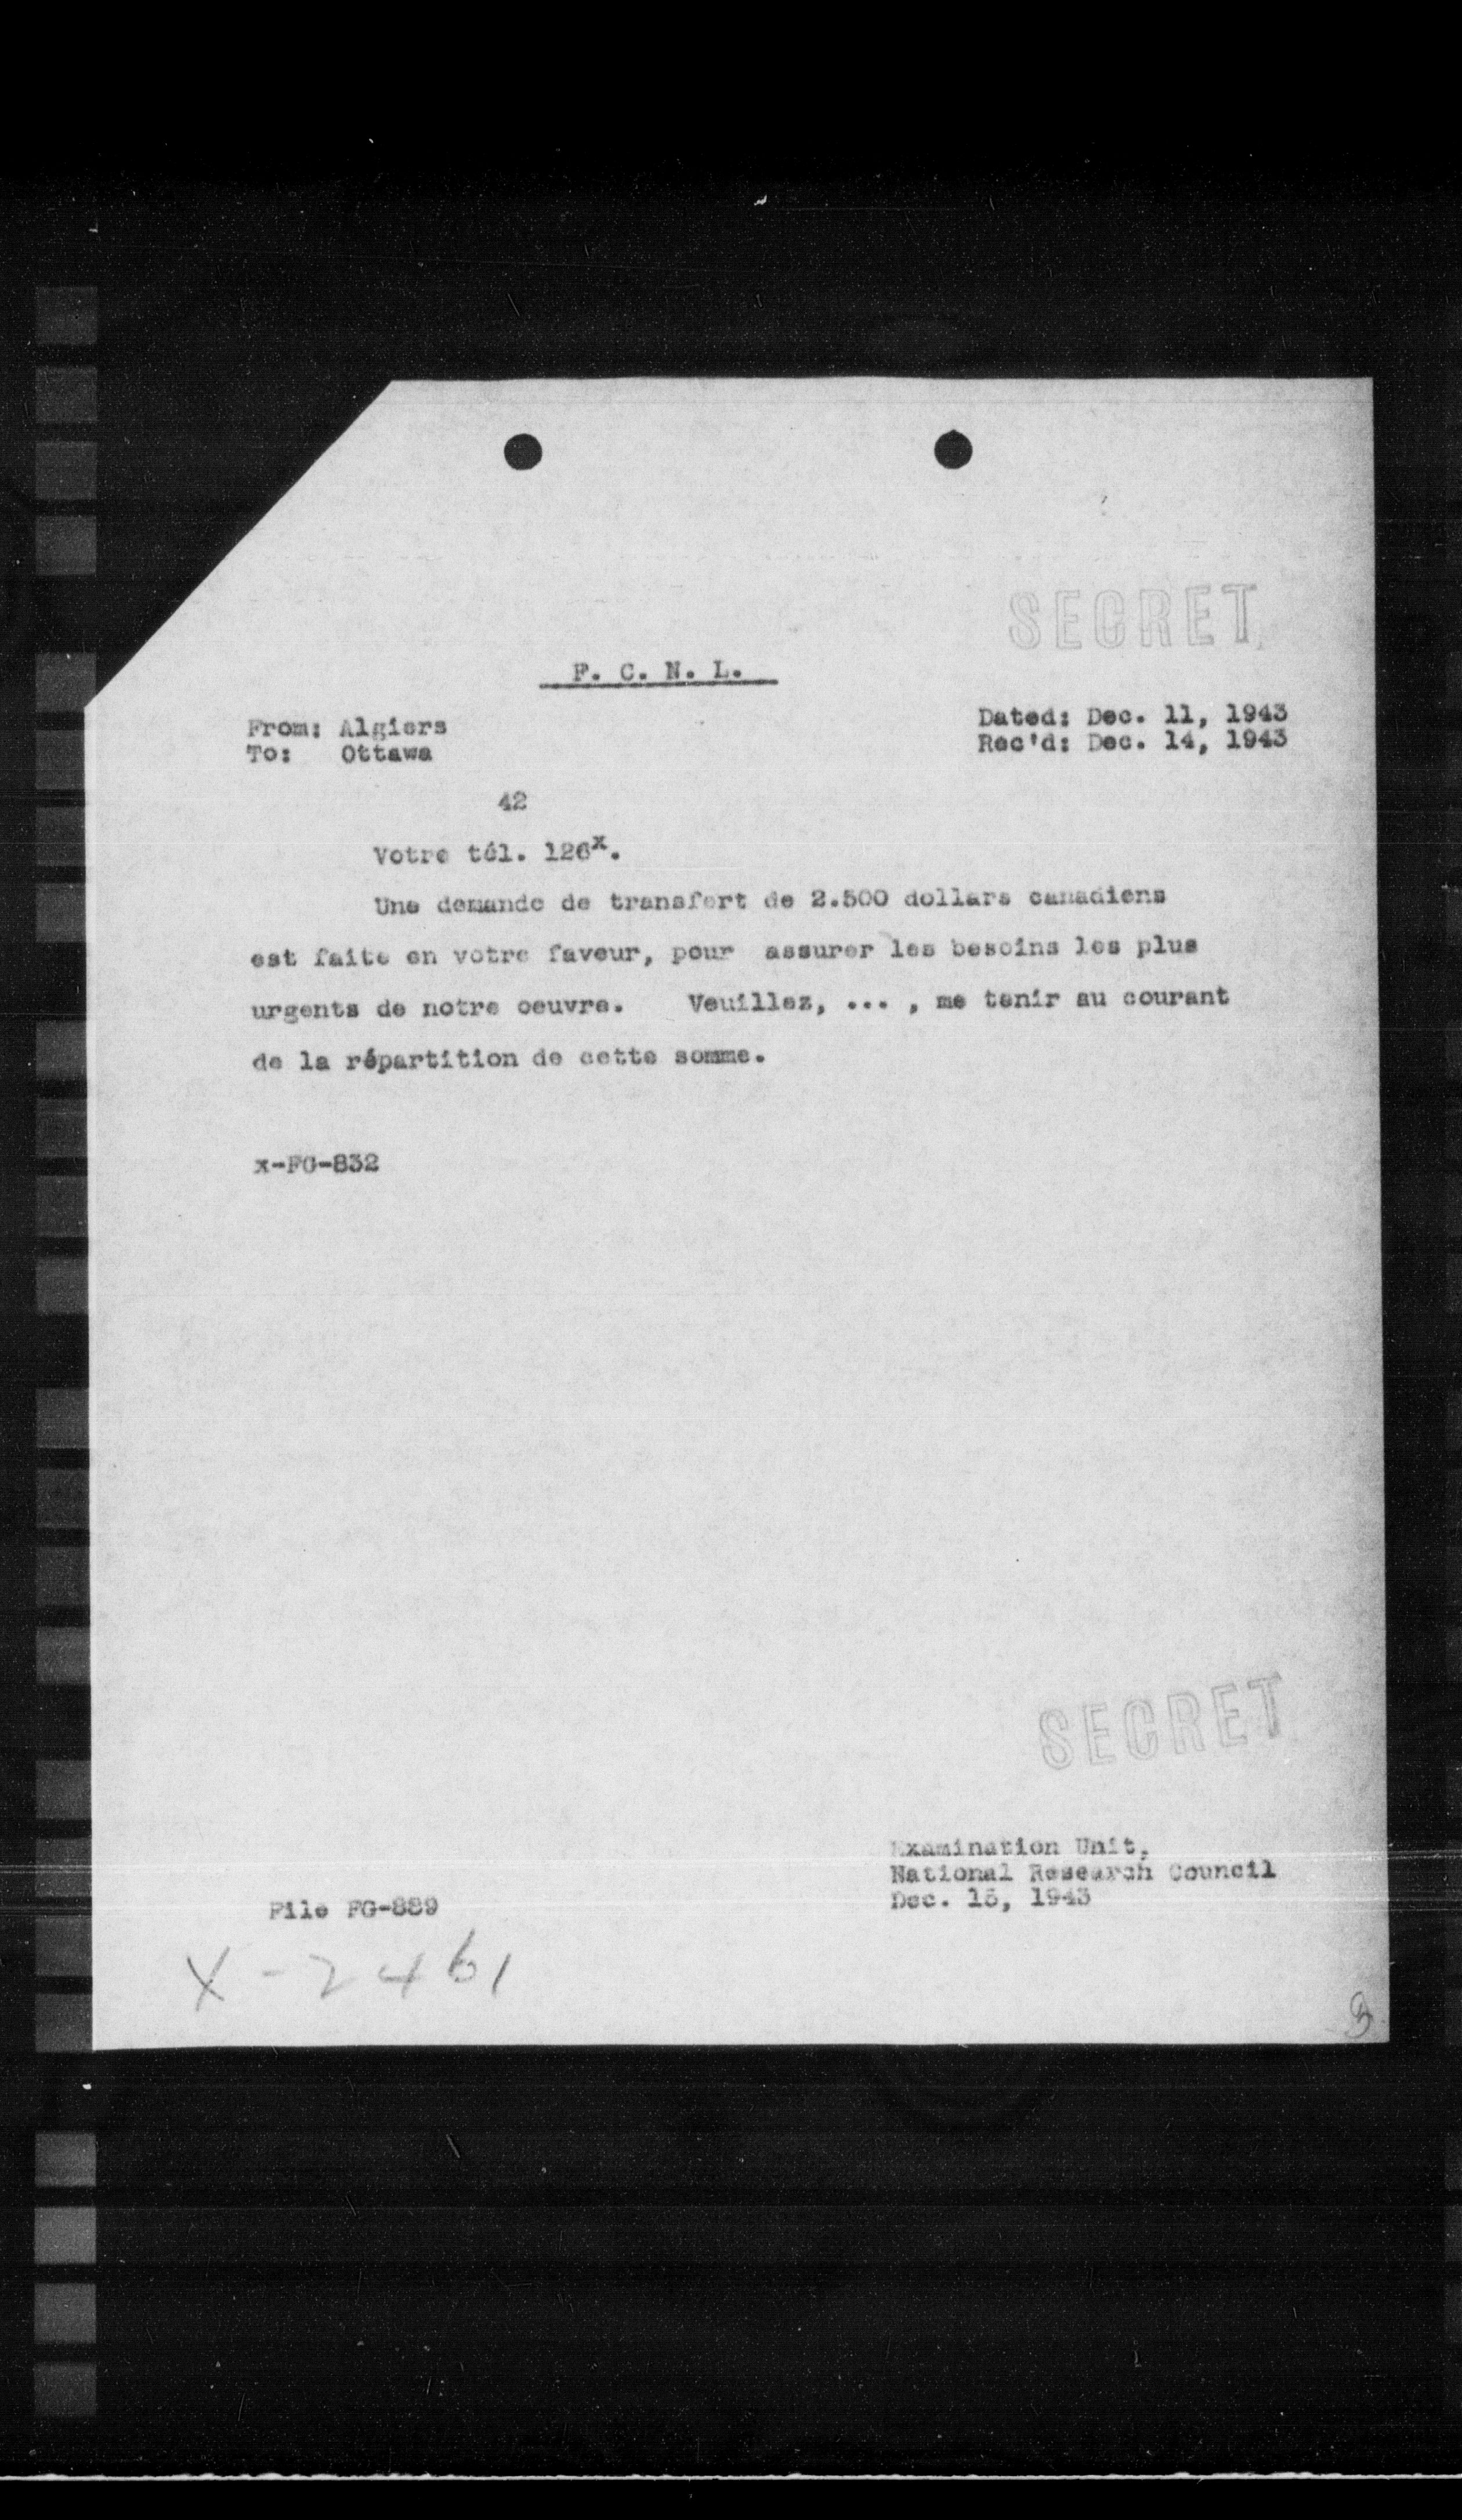 SECRET
F. C. N. L.
From: Algiers
To: Ottawa
Dated: Dec. 11, 1943
Rec'd: Dec. 14, 1943
42
Votre tél. 126x.
Une demande de transfert de 2.500 dollars canadiens
est faite en votre faveur, pour assurer les besoins les plus
urgents de notre oeuvre. Veuillez, ... , me tenir au courant
de la répartition de cette somme.
x-FG-832
SECRET
Examination Unit,
National Research Council
Dec. 15, 1943
File FG-889
X-2461